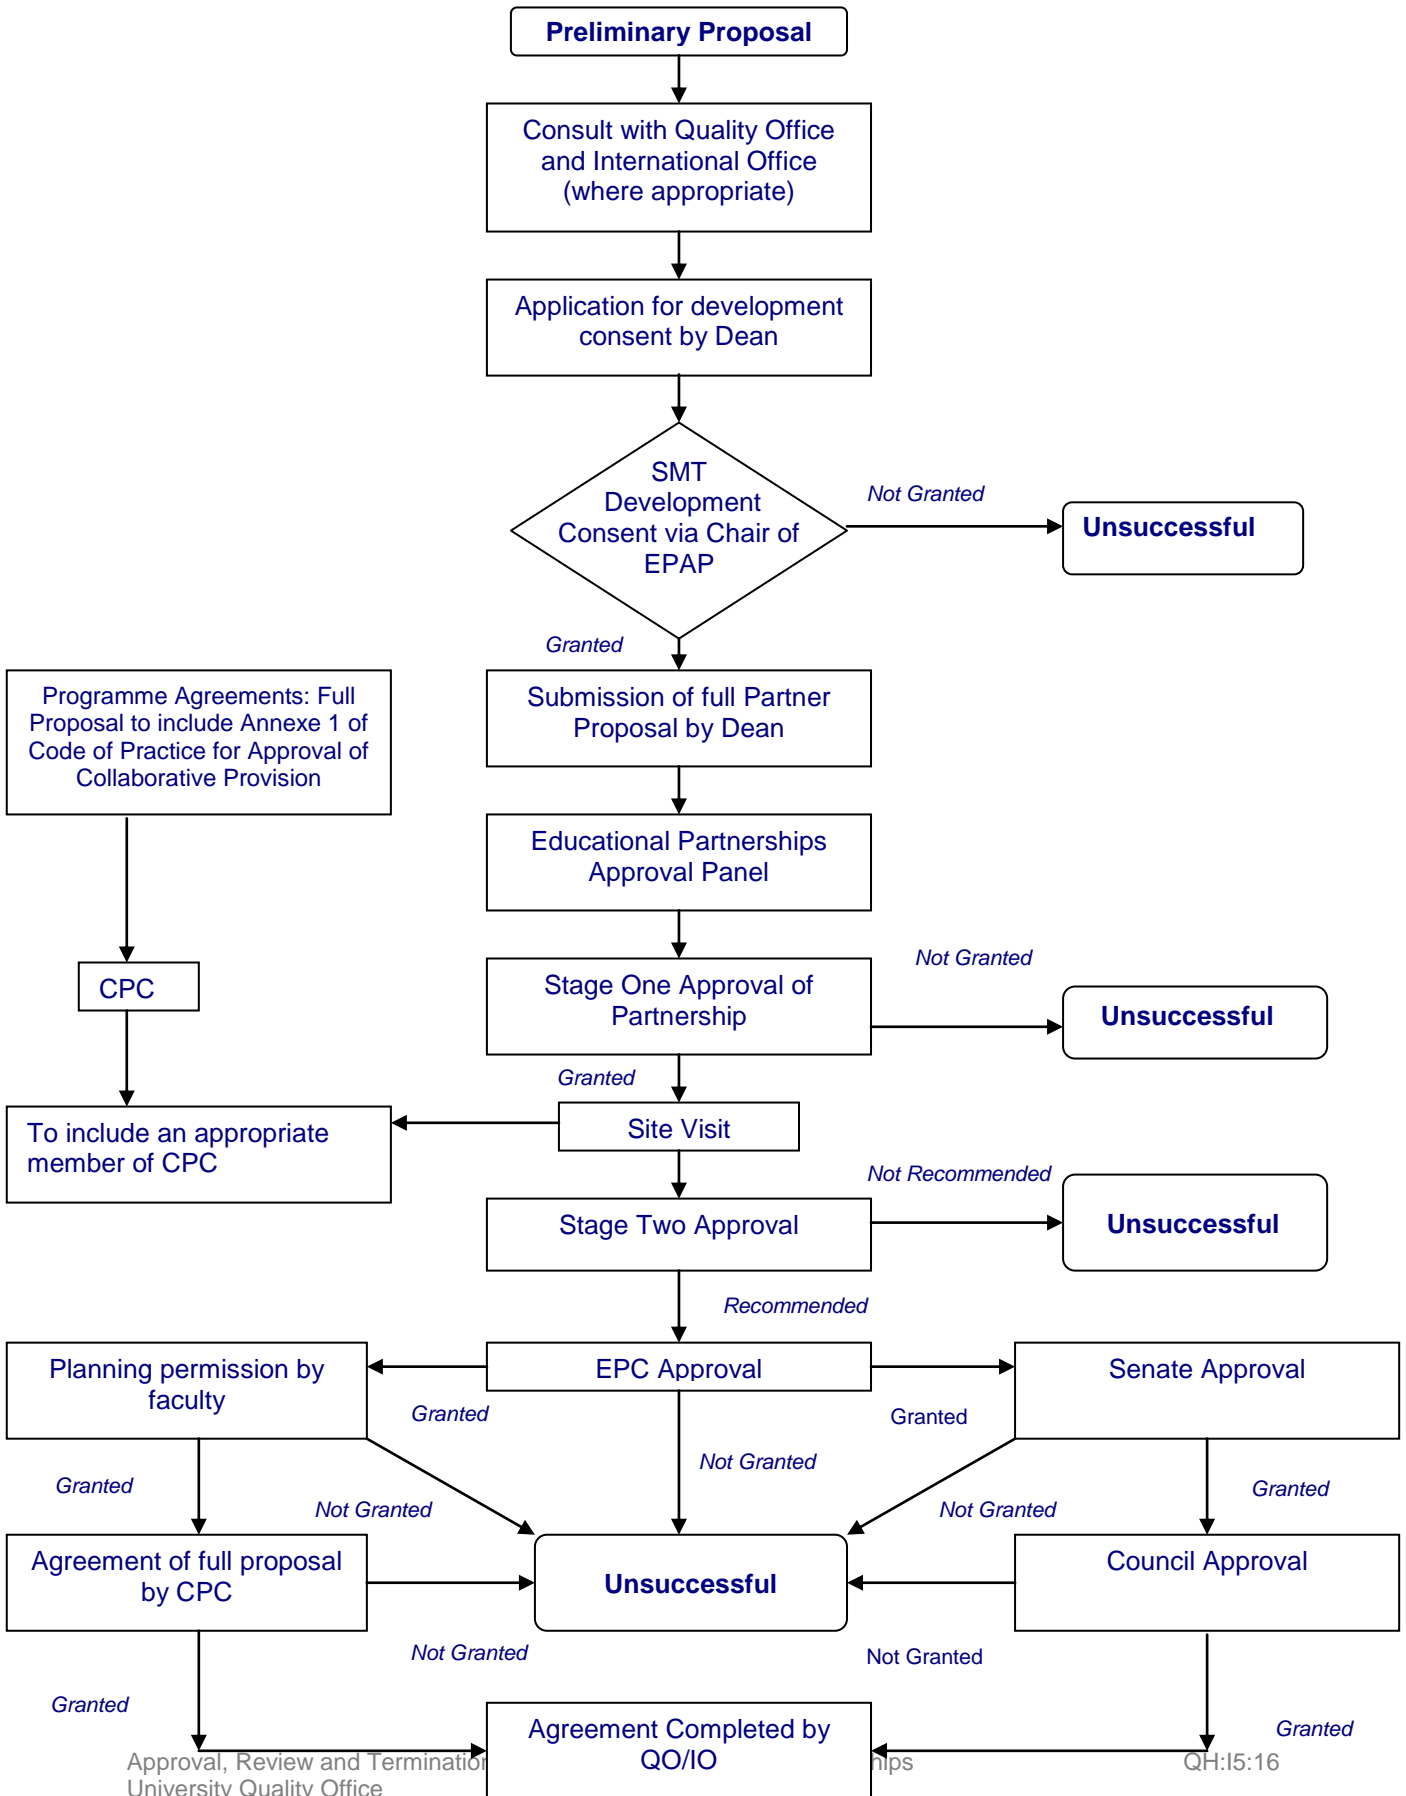 Preliminary Proposal
Consult with Quality Office
and International Office
(where appropriate)
Application for development
consent by Dean
SMT
Development
Consent via Chair of
EPAP
Not Granted
Unsuccessful
Granted
Programme Agreements: Full
Proposal to include Annexe 1 of
Code of Practice for Approval of
Collaborative Provision
Submission of full Partner
Proposal by Dean
Educational Partnerships
Approval Panel
CPC
Stage One Approval of
Partnership
Not Granted
Unsuccessful
Granted
To include an appropriate
member of CPC
Site Visit
Not Recommended
Stage Two Approval
Unsuccessful
Recommended
Planning permission by
faculty
EPC Approval
Senate Approval
Granted
Granted
Not Granted
Granted
Not Granted
Not Granted
Granted
Agreement of full proposal
by CPC
Unsuccessful
Council Approval
Not Granted
Not Granted
Granted
Agreement Completed by
QO/IO
Granted
Approval, Review and Termination
QH:I5:16
University Quality Office